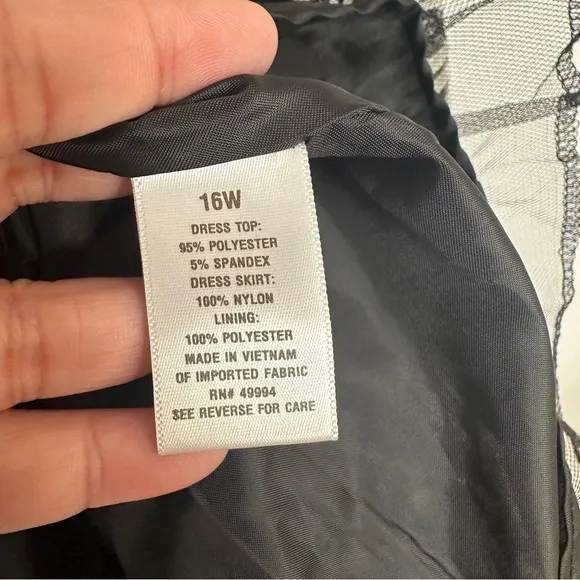 16W
DRESS TOP:
95% POLYESTER
5% SPANDEX
DRESS SKIRT:
100% NYLON
LINING:
100% POLYESTER
MADE IN VIETNAM
OF IMPORTED FABRIC
RN# 49994
SEE REVERSE FOR CARE